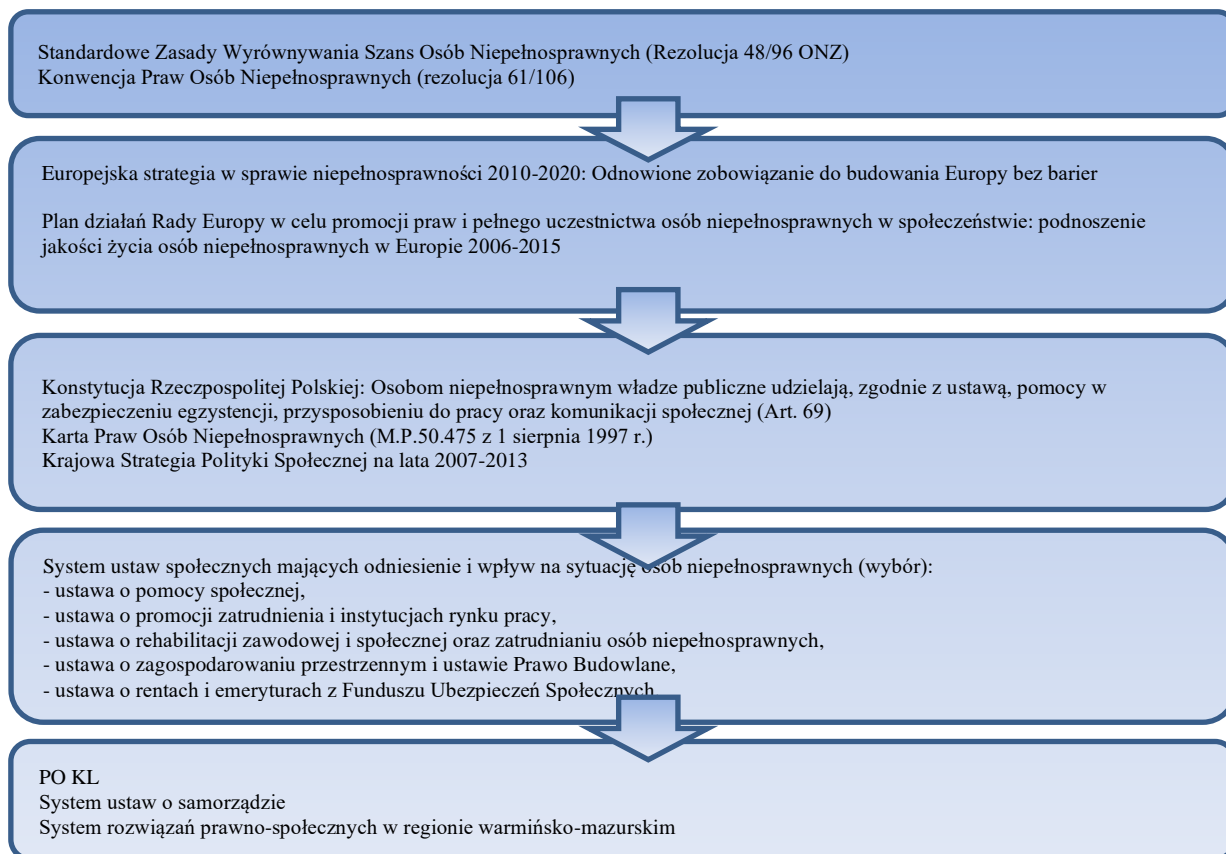 Standardowe Zasady Wyrównywania Szans Osób Niepełnosprawnych (Rezolucja 48/96 ONZ)
Konwencja Praw Osób Niepełnosprawnych (rezolucja 61/106)
Europejska strategia w sprawie niepełnosprawności 2010-2020: Odnowione zobowiązanie do budowania Europy bez barier
Plan działań Rady Europy w celu promocji praw i pełnego uczestnictwa osób niepełnosprawnych w społeczeństwie: podnoszenie
jakości życia osób niepełnosprawnych w Europie 2006-2015
Konstytucja Rzeczpospolitej Polskiej: Osobom niepełnosprawnym władze publiczne udzielają, zgodnie z ustawą, pomocy w
zabezpieczeniu egzystencji, przysposobieniu do pracy oraz komunikacji społecznej (Art. 69)
Karta Praw Osób Niepełnosprawnych (M.P.50.475 z 1 sierpnia 1997 r.)
Krajowa Strategia Polityki Społecznej na lata 2007-2013
System ustaw społecznych mających odniesienie i wpływ na sytuację osób niepełnosprawnych (wybór):
- ustawa o pomocy społecznej,
- ustawa o promocji zatrudnienia i instytucjach rynku pracy,
- ustawa o rehabilitacji zawodowej i społecznej oraz zatrudnianiu osób niepełnosprawnych,
- ustawa o zagospodarowaniu przestrzennym i ustawie Prawo Budowlane,
- ustawa o rentach i emeryturach z Funduszu Ubezpieczeń Społecznych
PO KL
System ustaw o samorządzie
System rozwiązań prawno-społecznych w regionie warmińsko-mazurskim